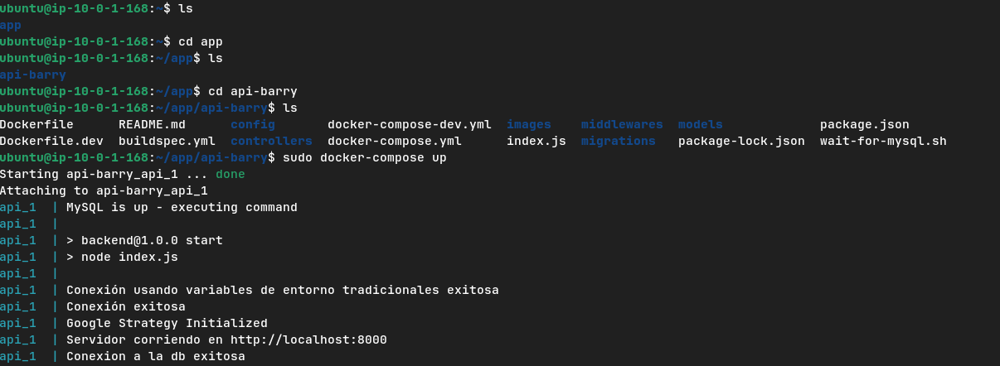 ubuntu@ip-10-0-1-168:~$ ls
app
ubuntu@ip-10-0-1-168:~$ cd app
ubuntu@ip-10-0-1-168:~/app$ ls
api-barry
ubuntu@ip-10-0-1-168:~/app$ cd api-barry
ubuntu@ip-10-0-1-168:~/app/api-barry$ ls
Dockerfile      README.md      config       docker-compose-dev.yml  images    middlewares  models             package.json
Dockerfile.dev  buildspec.yml  controllers  docker-compose.yml      index.js  migrations   package-lock.json  wait-for-mysql.sh
ubuntu@ip-10-0-1-168:~/app/api-barry$ sudo docker-compose up
Starting api-barry_api_1 ... done
Attaching to api-barry_api_1
api_1  | MySQL is up - executing command
api_1  |
api_1  | > backend@1.0.0 start
api_1  | > node index.js
api_1  |
api_1  | Conexión usando variables de entorno tradicionales exitosa
api_1  | Conexión exitosa
api_1  | Google Strategy Initialized
api_1  | Servidor corriendo en http://localhost:8000
api_1  | Conexion a la db exitosa